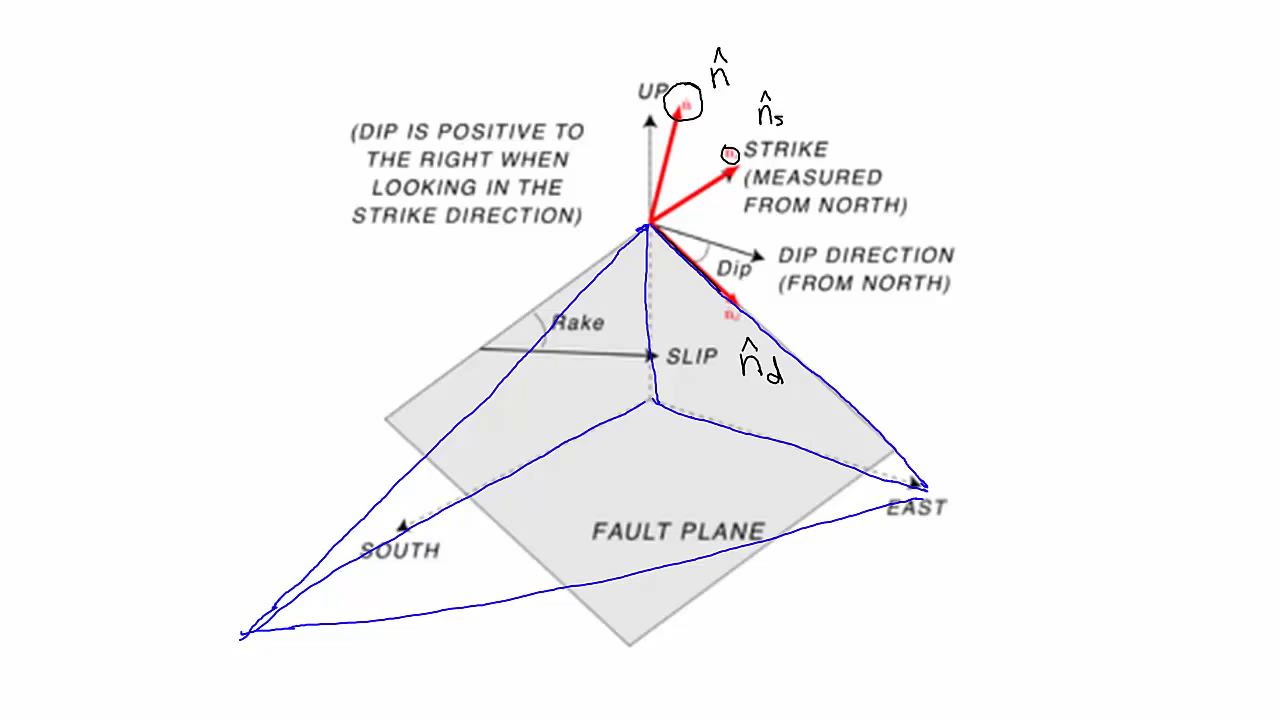 n̂
UP
n̂s
(DIP IS POSITIVE TO
THE RIGHT WHEN
LOOKING IN THE
STRIKE DIRECTION)
STRIKE
(MEASURED
FROM NORTH)
DIP DIRECTION
(FROM NORTH)
Dip
Rake
SLIP
n̂d
EAST
FAULT PLANE
SOUTH